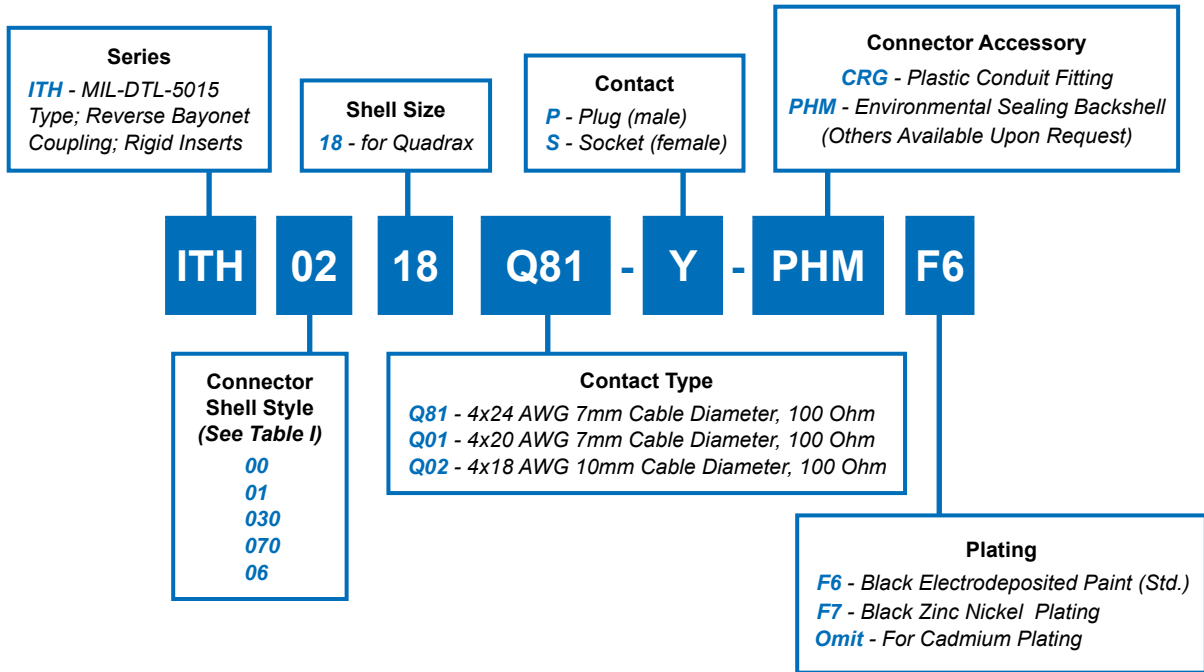 Series
ITH - MIL-DTL-5015
Type; Reverse Bayonet
Coupling; Rigid Inserts
Shell Size
18 - for Quadrax
Contact
P - Plug (male)
S - Socket (female)
Connector Accessory
CRG - Plastic Conduit Fitting
PHM - Environmental Sealing Backshell
(Others Available Upon Request)
ITH 02 18 Q81 - Y - PHM F6
Connector
Shell Style
(See Table I)
00
01
030
070
06
Contact Type
Q81 - 4x24 AWG 7mm Cable Diameter, 100 Ohm
Q01 - 4x20 AWG 7mm Cable Diameter, 100 Ohm
Q02 - 4x18 AWG 10mm Cable Diameter, 100 Ohm
Plating
F6 - Black Electrodeposited Paint (Std.)
F7 - Black Zinc Nickel Plating
Omit - For Cadmium Plating